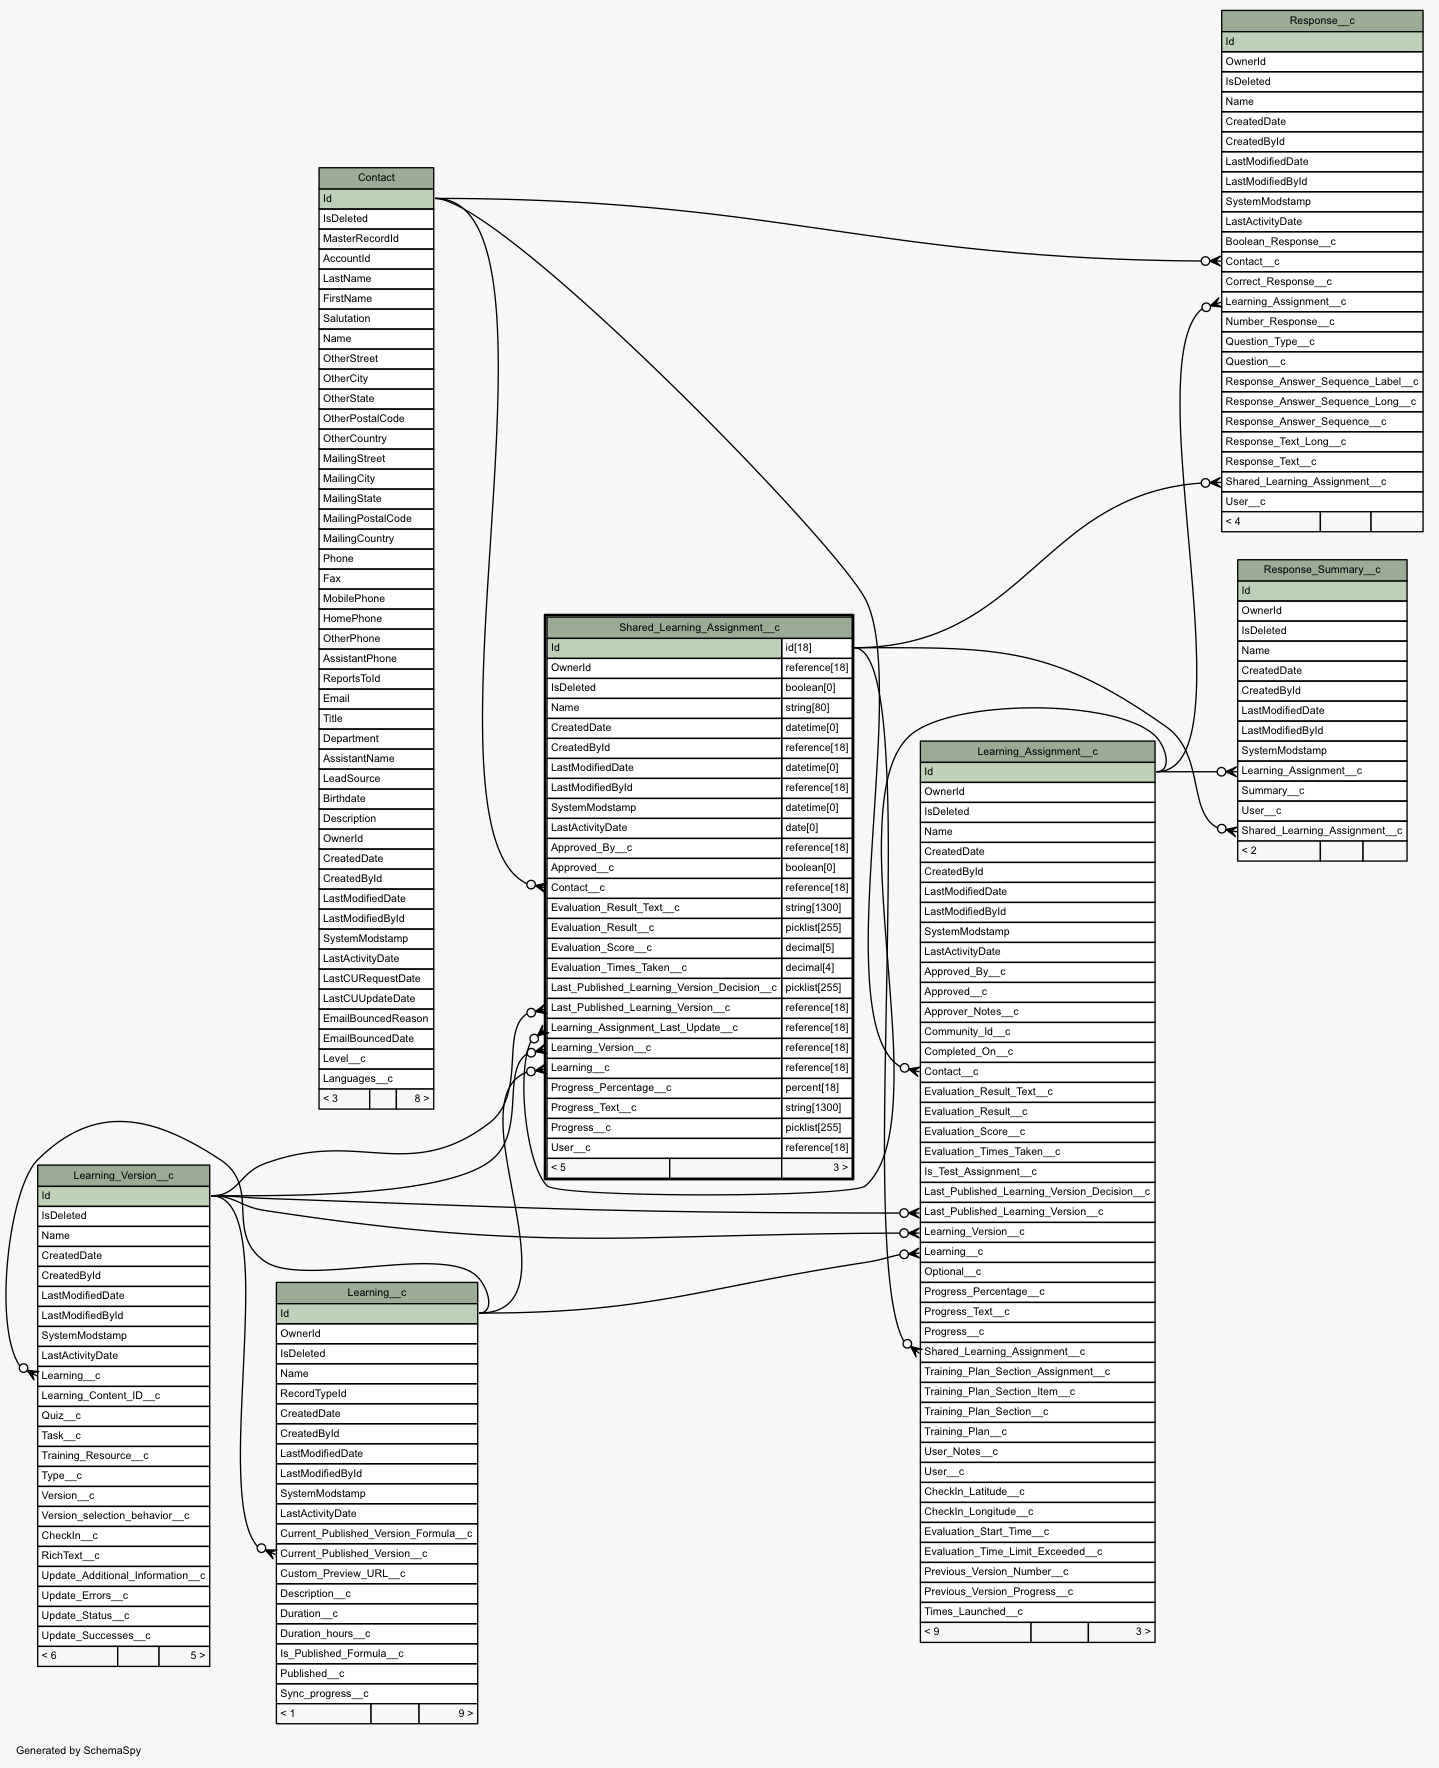 Response__c
Id
OwnerId
IsDeleted
Name
CreatedDate
CreatedById
LastModifiedDate
LastModifiedById
SystemModstamp
LastActivityDate
Boolean_Response__c
Contact__c
Correct_Response__c
Learning_Assignment__c
Number_Response__c
Question_Type__c
Question__c
Response_Answer_Sequence_Label__c
Response_Answer_Sequence_Long__c
Response_Answer_Sequence__c
Response_Text_Long__c
Response_Text__c
Shared_Learning_Assignment__c
User__c
< 4
Contact
Id
IsDeleted
MasterRecordId
AccountId
LastName
FirstName
Salutation
Name
OtherStreet
OtherCity
OtherState
OtherPostalCode
OtherCountry
MailingStreet
MailingCity
MailingState
MailingPostalCode
MailingCountry
Phone
Fax
MobilePhone
HomePhone
OtherPhone
AssistantPhone
ReportsToId
Email
Title
Department
AssistantName
LeadSource
Birthdate
Description
OwnerId
CreatedDate
CreatedById
LastModifiedDate
LastModifiedById
SystemModstamp
LastActivityDate
LastCURequestDate
LastCUUpdateDate
EmailBouncedReason
EmailBouncedDate
Level__c
Languages__c
< 3 8 >
Response_Summary__c
Id
OwnerId
IsDeleted
Name
CreatedDate
CreatedById
LastModifiedDate
LastModifiedById
SystemModstamp
Learning_Assignment__c
Summary__c
User__c
Shared_Learning_Assignment__c
< 2
Shared_Learning_Assignment__c
Id id[18]
OwnerId reference[18]
IsDeleted boolean[0]
Name string[80]
CreatedDate datetime[0]
CreatedById reference[18]
LastModifiedDate datetime[0]
LastModifiedById reference[18]
SystemModstamp datetime[0]
LastActivityDate date[0]
Approved_By__c reference[18]
Approved__c boolean[0]
Contact__c reference[18]
Evaluation_Result_Text__c string[1300]
Evaluation_Result__c picklist[255]
Evaluation_Score__c decimal[5]
Evaluation_Times_Taken__c decimal[4]
Last_Published_Learning_Version_Decision__c picklist[255]
Last_Published_Learning_Version__c reference[18]
Learning_Assignment_Last_Update__c reference[18]
Learning_Version__c reference[18]
Learning__c reference[18]
Progress_Percentage__c percent[18]
Progress_Text__c string[1300]
Progress__c picklist[255]
User__c reference[18]
< 5 3 >
Learning_Assignment__c
Id
OwnerId
IsDeleted
Name
CreatedDate
CreatedById
LastModifiedDate
LastModifiedById
SystemModstamp
LastActivityDate
Approved_By__c
Approved__c
Approver_Notes__c
Community_Id__c
Completed_On__c
Contact__c
Evaluation_Result_Text__c
Evaluation_Result__c
Evaluation_Score__c
Evaluation_Times_Taken__c
Is_Test_Assignment__c
Last_Published_Learning_Version_Decision__c
Last_Published_Learning_Version__c
Learning_Version__c
Learning__c
Optional__c
Progress_Percentage__c
Progress_Text__c
Progress__c
Shared_Learning_Assignment__c
Training_Plan_Section_Assignment__c
Training_Plan_Section_Item__c
Training_Plan_Section__c
Training_Plan__c
User_Notes__c
User__c
CheckIn_Latitude__c
CheckIn_Longitude__c
Evaluation_Start_Time__c
Evaluation_Time_Limit_Exceeded__c
Previous_Version_Number__c
Previous_Version_Progress__c
Times_Launched__c
< 9 3 >
Learning_Version__c
Id
IsDeleted
Name
CreatedDate
CreatedById
LastModifiedDate
LastModifiedById
SystemModstamp
LastActivityDate
Learning__c
Learning_Content_ID__c
Quiz__c
Task__c
Training_Resource__c
Type__c
Version__c
Version_selection_behavior__c
CheckIn__c
RichText__c
Update_Additional_Information__c
Update_Errors__c
Update_Status__c
Update_Successes__c
< 6 5 >
Learning__c
Id
OwnerId
IsDeleted
Name
RecordTypeId
CreatedDate
CreatedById
LastModifiedDate
LastModifiedById
SystemModstamp
LastActivityDate
Current_Published_Version_Formula__c
Current_Published_Version__c
Custom_Preview_URL__c
Description__c
Duration__c
Duration_hours__c
Is_Published_Formula__c
Published__c
Sync_progress__c
< 1 9 >
Generated by SchemaSpy